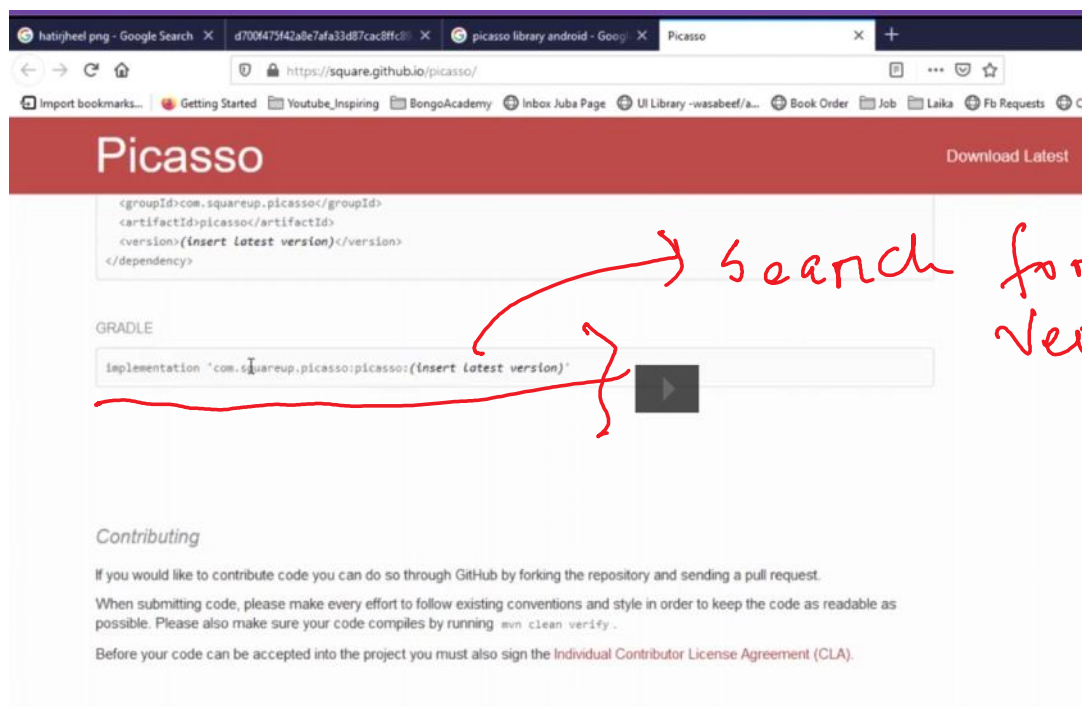 hatirjheel png - Google Search
d700f475f42a8e7afa33d87cac8ffc89
picasso library android - Googl
Picasso
https://square.github.io/picasso/
Import bookmarks...
Getting Started
Youtube_Inspiring
BongoAcademy
Inbox Juba Page
UI Library -wasabeef/a...
Book Order
Job
Laika
Fb Requests
Picasso
Download Latest
<groupId>com.squareup.picasso</groupId>
<artifactId>picasso</artifactId>
<version>(insert latest version)</version>
</dependency>
Search for
Ver
GRADLE
implementation 'com.squareup.picasso:picasso:(insert latest version)'
Contributing
If you would like to contribute code you can do so through GitHub by forking the repository and sending a pull request.
When submitting code, please make every effort to follow existing conventions and style in order to keep the code as readable as
possible. Please also make sure your code compiles by running mvn clean verify.
Before your code can be accepted into the project you must also sign the Individual Contributor License Agreement (CLA).